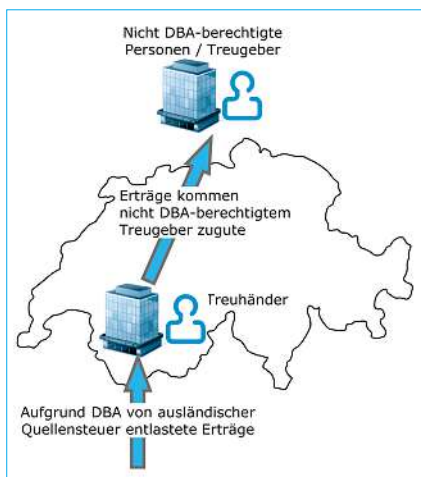 Nicht DBA-berechtigte
Personen / Treugeber
Erträge kommen
nicht DBA-berechtigtem
Treugeber zugute
Treuhänder
Aufgrund DBA von ausländischer
Quellensteuer entlastete Erträge